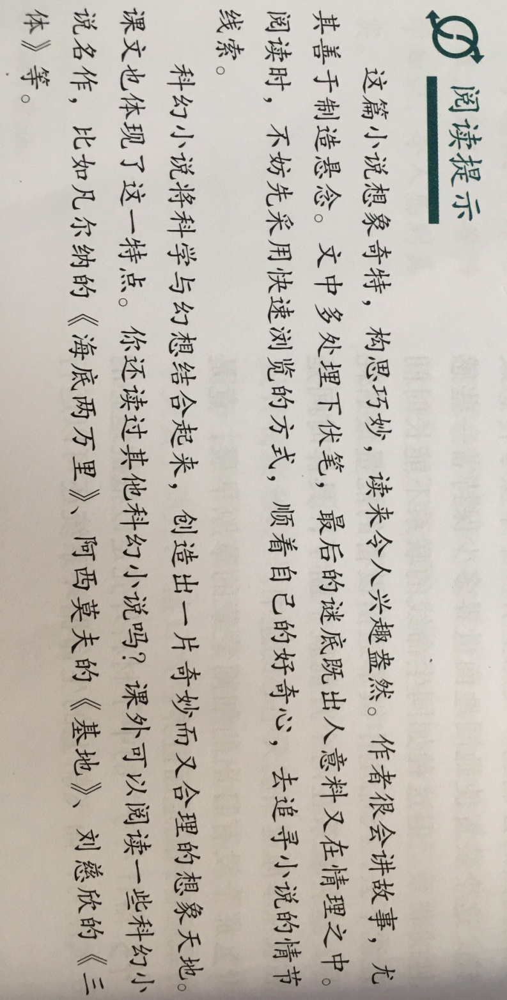 阅读提示
这篇小说想象奇特，构思巧妙，读来令人兴趣盎然。作者很会讲故事，尤
其善于制造悬念。文中多处埋下伏笔，最后的谜底既出人意料又在情理之中。
阅读时，不妨先采用快速浏览的方式，顺着自己的好奇心，去追寻小说的情节
线索。
科幻小说将科学与幻想结合起来，创造出一片奇妙而又合理的想象天地。
课文也体现了这一特点。你还读过其他科幻小说吗？课外可以阅读一些科幻小
说名作，比如凡尔纳的《海底两万里》、阿西莫夫的《基地》、刘慈欣的《三
体》等。